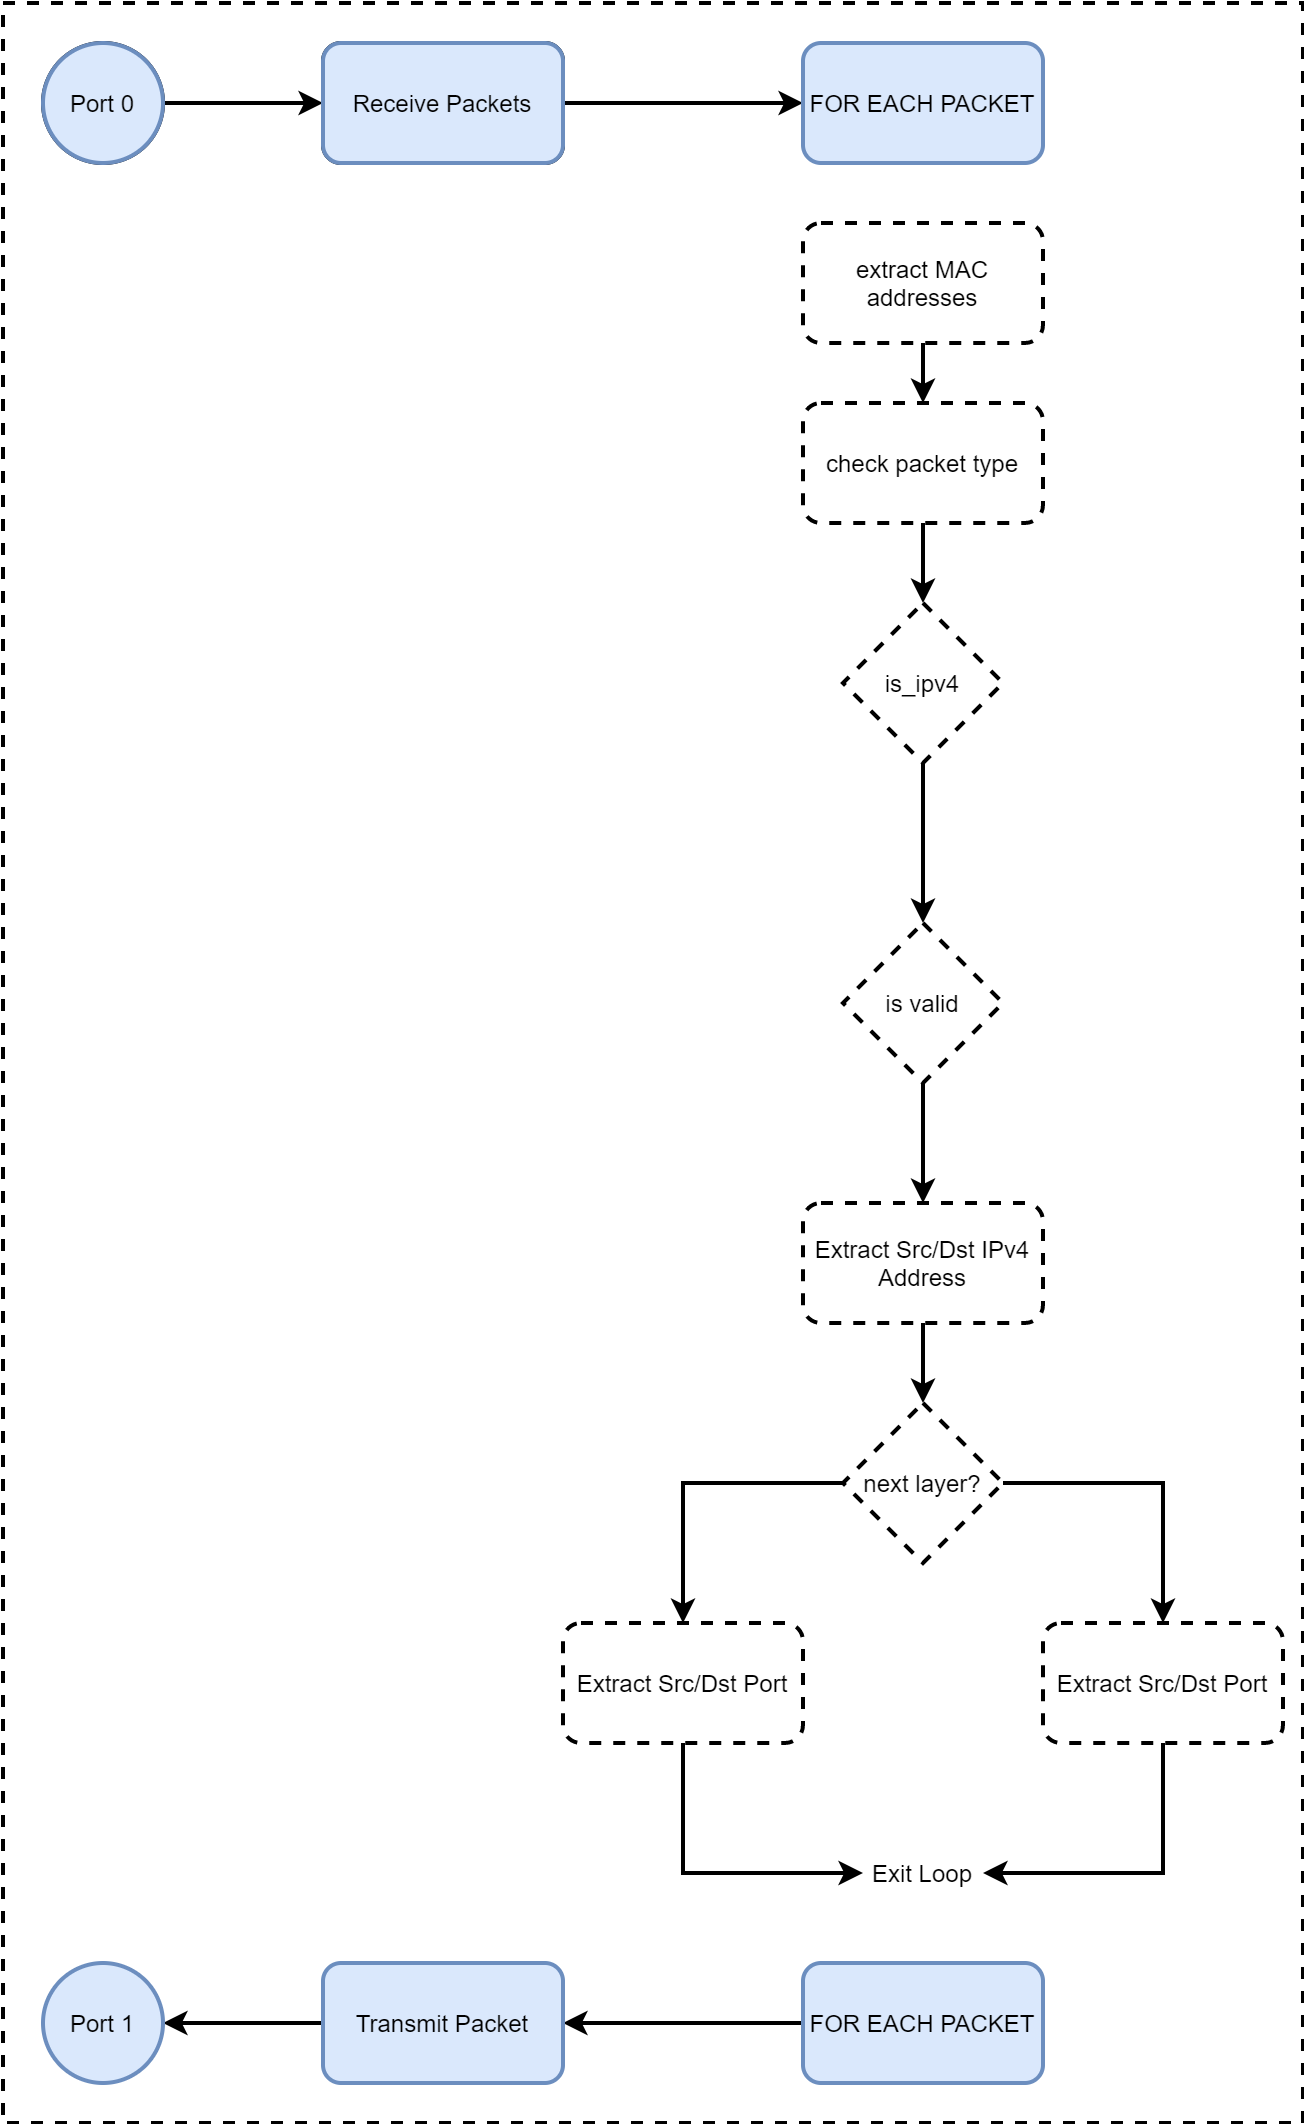 Port 0
Receive Packets
FOR EACH PACKET
extract MAC
addresses
check packet type
is_ipv4
is valid
Extract Src/Dst IPv4
Address
next layer?
Extract Src/Dst Port
Extract Src/Dst Port
Exit Loop
Port 1
Transmit Packet
FOR EACH PACKET